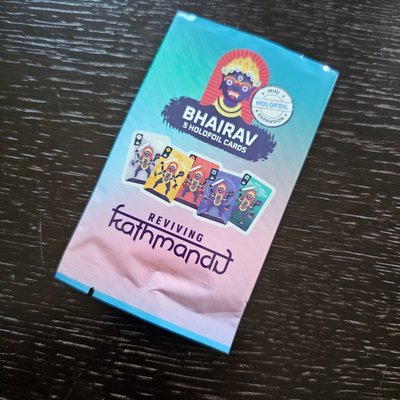 MINI
HOLOFOIL
EXPANSION
BHAIRAV
5 HOLOFOIL CARDS
REVIVING
Kathmandu